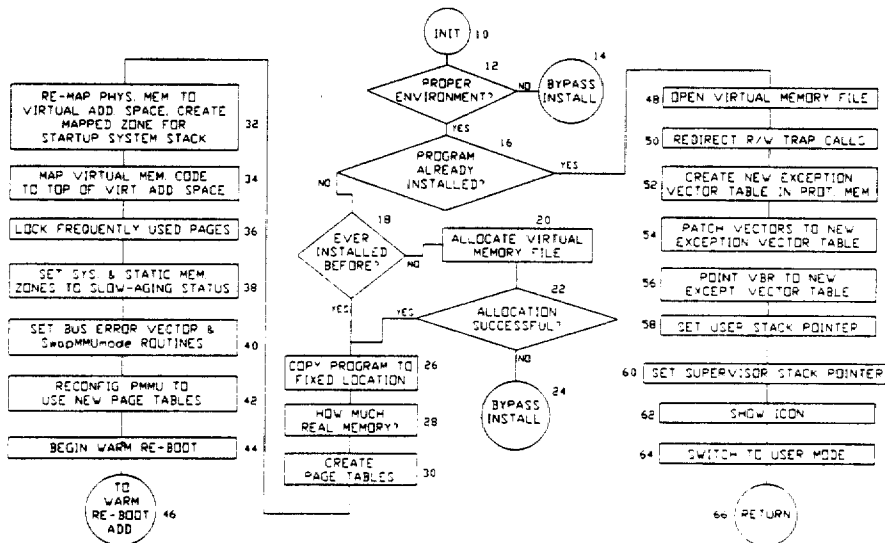 INIT
10
12
PROPER
ENVIRONMENT?
NO
14
BYPASS
INSTALL
YES
16
PROGRAM
ALREADY
INSTALLED?
YES
NO
18
EVER
INSTALLED
BEFORE?
NO
YES
20
ALLOCATE VIRTUAL
MEMORY FILE
22
ALLOCATION
SUCCESSFUL?
YES
NO
24
BYPASS
INSTALL
COPY PROGRAM TO
FIXED LOCATION
26
HOW MUCH
REAL MEMORY?
28
CREATE
PAGE TABLES
30
RE-MAP PHYS. MEM TO
VIRTUAL ADD. SPACE, CREATE
MAPPED ZONE FOR
STARTUP SYSTEM STACK
32
MAP VIRTUAL MEM. CODE
TO TOP OF VIRT ADD SPACE
34
LOCK FREQUENTLY USED PAGES
36
SET SYS. & STATIC MEM.
ZONES TO SLOW-AGING STATUS
38
SET BUS ERROR VECTOR &
SwapMMUmode ROUTINES
40
RECONFIG PMMU TO
USE NEW PAGE TABLES
42
BEGIN WARM RE-BOOT
44
TO
WARM
RE-BOOT
ADD
46
48
OPEN VIRTUAL MEMORY FILE
50
REDIRECT R/W TRAP CALLS
52
CREATE NEW EXCEPTION
VECTOR TABLE IN PROT. MEM
54
PATCH VECTORS TO NEW
EXCEPTION VECTOR TABLE
56
POINT VBR TO NEW
EXCEPT VECTOR TABLE
58
SET USER STACK POINTER
60
SET SUPERVISOR STACK POINTER
62
SHOW ICON
64
SWITCH TO USER MODE
66
RETURN